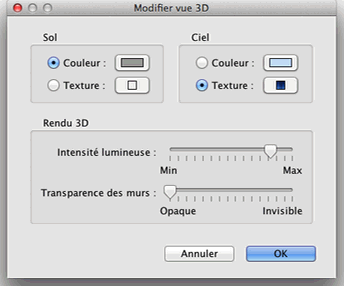 Modifier vue 3D
Sol
Couleur :
Texture :
Ciel
Couleur :
Texture :
Rendu 3D
Intensité lumineuse :
Min Max
Transparence des murs :
Opaque Invisible
Annuler OK